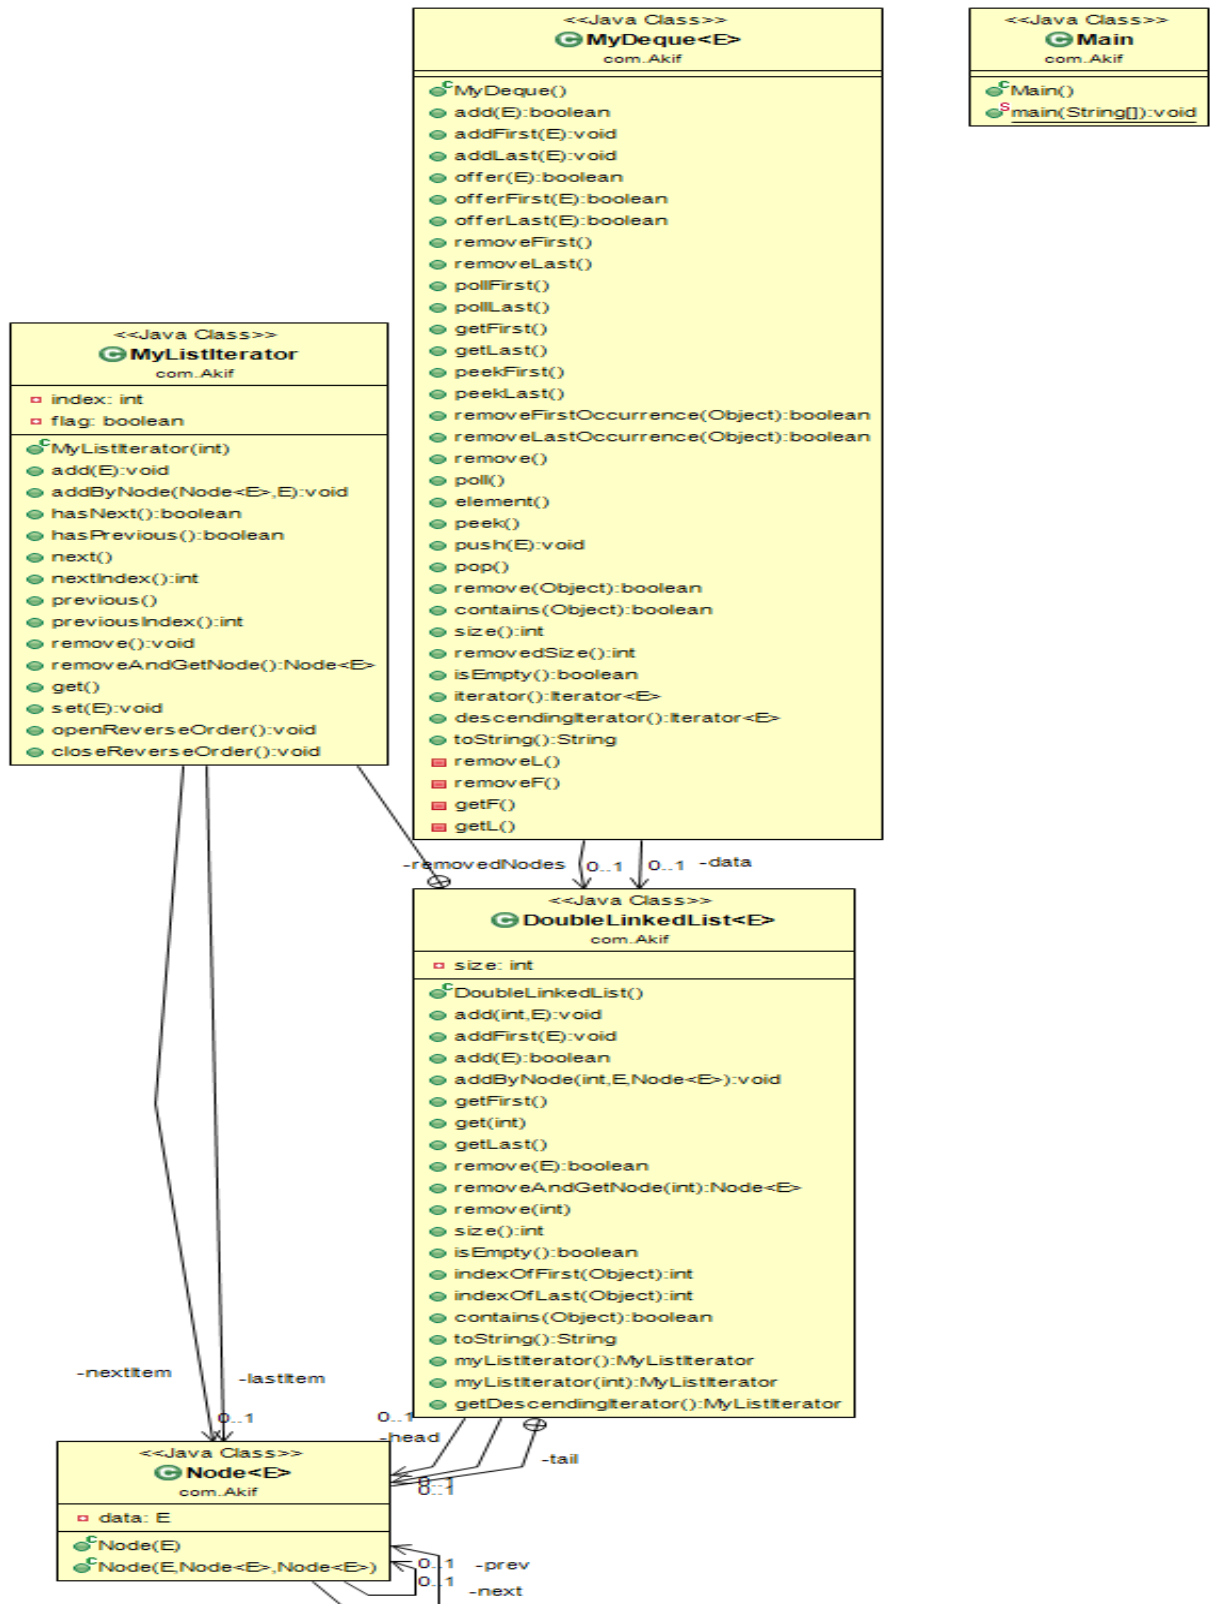 <<Java Class>>
MyDeque<E>
com.Akif
MyDeque()
add(E):boolean
addFirst(E):void
addLast(E):void
offer(E):boolean
offerFirst(E):boolean
offerLast(E):boolean
removeFirst()
removeLast()
pollFirst()
pollLast()
getFirst()
getLast()
peekFirst()
peekLast()
removeFirstOccurrence(Object):boolean
removeLastOccurrence(Object):boolean
remove()
poll()
element()
peek()
push(E):void
pop()
remove(Object):boolean
contains(Object):boolean
size():int
removedSize():int
isEmpty():boolean
iterator():Iterator<E>
descendingIterator():Iterator<E>
toString():String
removeL()
removeF()
getF()
getL()
<<Java Class>>
Main
com.Akif
Main()
main(String[]):void
<<Java Class>>
MyListIterator
com.Akif
index: int
flag: boolean
MyListIterator(int)
add(E):void
addByNode(Node<E>,E):void
hasNext():boolean
hasPrevious():boolean
next()
nextIndex():int
previous()
previousIndex():int
remove():void
removeAndGetNode():Node<E>
get()
set(E):void
openReverseOrder():void
closeReverseOrder():void
-removedNodes 0..1
0..1 -data
<<Java Class>>
DoubleLinkedList<E>
com.Akif
size: int
DoubleLinkedList()
add(int,E):void
addFirst(E):void
add(E):boolean
addByNode(int,E,Node<E>):void
getFirst()
get(int)
getLast()
remove(E):boolean
removeAndGetNode(int):Node<E>
remove(int)
size():int
isEmpty():boolean
indexOfFirst(Object):int
indexOfLast(Object):int
contains(Object):boolean
toString():String
myListIterator():MyListIterator
myListIterator(int):MyListIterator
getDescendingIterator():MyListIterator
-nextItem
-lastItem
0..1
0..1
-head
-tail
0..1
0..1
<<Java Class>>
Node<E>
com.Akif
data: E
Node(E)
Node(E,Node<E>,Node<E>)
0..1 -prev
0..1 -next